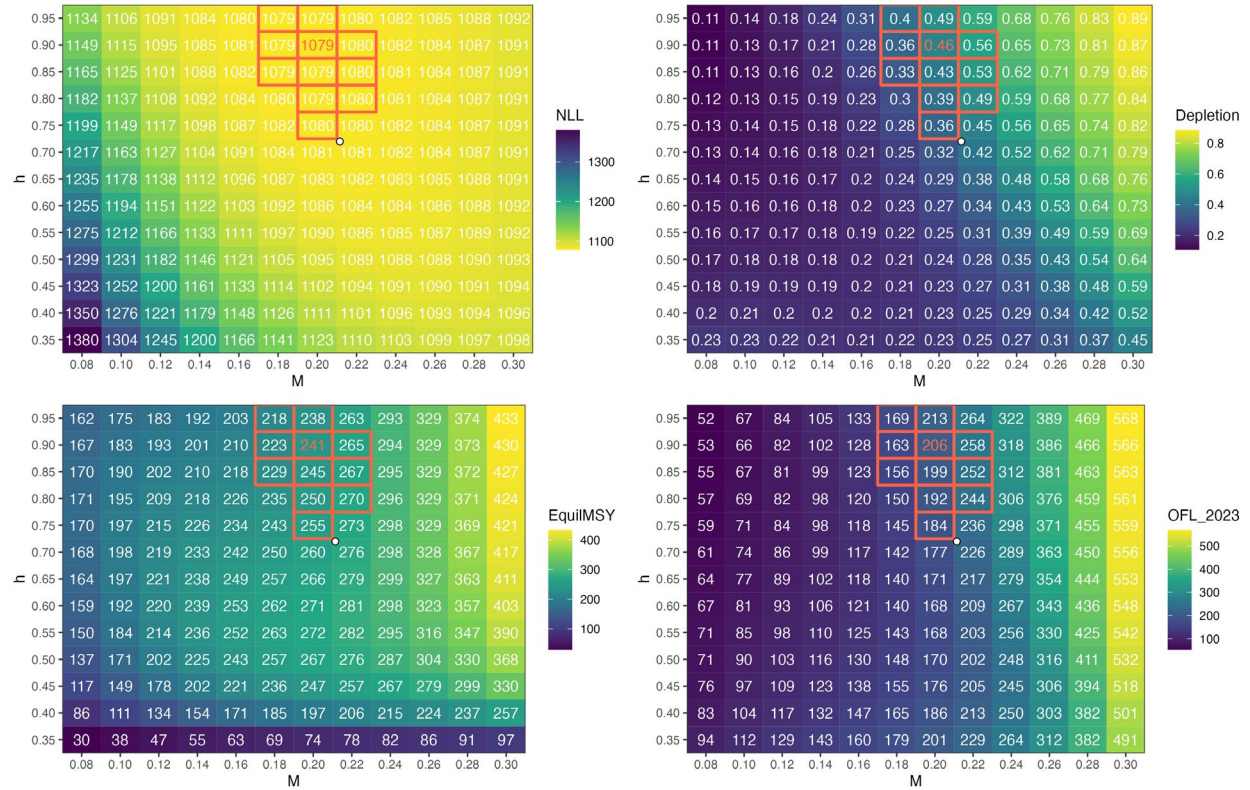 0.95 1134 1106 1091 1084 1080 1079 1079 1080 1082 1084 1088 1092
0.90 1149 1115 1095 1085 1081 1079 1079 1080 1082 1084 1087 1091
0.85 1165 1125 1101 1088 1082 1079 1079 1080 1081 1084 1087 1091
0.80 1182 1137 1108 1092 1084 1080 1079 1080 1081 1084 1087 1091
0.75 1199 1149 1117 1098 1087 1082 1080 1080 1082 1084 1087 1091
0.70 1217 1163 1127 1104 1091 1084 1081 1081 1082 1084 1087 1091
0.65 1235 1178 1138 1112 1096 1087 1083 1082 1083 1085 1088 1091
0.60 1255 1194 1151 1122 1103 1092 1086 1084 1084 1086 1088 1092
0.55 1275 1212 1166 1133 1111 1097 1090 1086 1086 1087 1089 1092
0.50 1299 1231 1182 1146 1121 1105 1095 1089 1088 1088 1090 1093
0.45 1323 1252 1200 1161 1133 1114 1102 1094 1091 1090 1091 1094
0.40 1350 1276 1221 1179 1148 1126 1111 1101 1096 1093 1094 1096
0.35 1380 1304 1245 1200 1166 1141 1123 1110 1103 1099 1097 1098
0.08 0.10 0.12 0.14 0.16 0.18 0.20 0.22 0.24 0.26 0.28 0.30
M
h
NLL
1300
1200
1100
0.95 0.11 0.14 0.18 0.24 0.31 0.4 0.49 0.59 0.68 0.76 0.83 0.89
0.90 0.11 0.13 0.17 0.21 0.28 0.36 0.46 0.56 0.65 0.73 0.81 0.87
0.85 0.11 0.13 0.16 0.2 0.26 0.33 0.43 0.53 0.62 0.71 0.79 0.86
0.80 0.12 0.13 0.15 0.19 0.23 0.3 0.39 0.49 0.59 0.68 0.77 0.84
0.75 0.13 0.14 0.15 0.18 0.22 0.28 0.36 0.45 0.56 0.65 0.74 0.82
0.70 0.13 0.14 0.16 0.18 0.21 0.25 0.32 0.42 0.52 0.62 0.71 0.79
0.65 0.14 0.15 0.16 0.17 0.2 0.24 0.29 0.38 0.48 0.58 0.68 0.76
0.60 0.15 0.16 0.16 0.18 0.2 0.23 0.27 0.34 0.43 0.53 0.64 0.73
0.55 0.16 0.17 0.17 0.18 0.19 0.22 0.25 0.31 0.39 0.49 0.59 0.69
0.50 0.17 0.18 0.18 0.18 0.2 0.21 0.24 0.28 0.35 0.43 0.54 0.64
0.45 0.18 0.19 0.19 0.19 0.2 0.21 0.23 0.27 0.31 0.38 0.48 0.59
0.40 0.2 0.21 0.2 0.2 0.2 0.21 0.23 0.25 0.29 0.34 0.42 0.52
0.35 0.23 0.23 0.22 0.21 0.21 0.22 0.23 0.25 0.27 0.31 0.37 0.45
0.08 0.10 0.12 0.14 0.16 0.18 0.20 0.22 0.24 0.26 0.28 0.30
M
h
Depletion
0.8
0.6
0.4
0.2
0.95 162 175 183 192 203 218 238 263 293 329 374 433
0.90 167 183 193 201 210 223 241 265 294 329 373 430
0.85 170 190 202 210 218 229 245 267 295 329 372 427
0.80 171 195 209 218 226 235 250 270 296 329 371 424
0.75 170 197 215 226 234 243 255 273 298 329 369 421
0.70 168 198 219 233 242 250 260 276 298 328 367 417
0.65 164 197 221 238 249 257 266 279 299 327 363 411
0.60 159 192 220 239 253 262 271 281 298 323 357 403
0.55 150 184 214 236 252 263 272 282 295 316 347 390
0.50 137 171 202 225 243 257 267 276 287 304 330 368
0.45 117 149 178 202 221 236 247 257 267 279 299 330
0.40 86 111 134 154 171 185 197 206 215 224 237 257
0.35 30 38 47 55 63 69 74 78 82 86 91 97
0.08 0.10 0.12 0.14 0.16 0.18 0.20 0.22 0.24 0.26 0.28 0.30
M
h
EquilMSY
400
300
200
100
0.95 52 67 84 105 133 169 213 264 322 389 469 568
0.90 53 66 82 102 128 163 206 258 318 386 466 566
0.85 55 67 81 99 123 156 199 252 312 381 463 563
0.80 57 69 82 98 120 150 192 244 306 376 459 561
0.75 59 71 84 98 118 145 184 236 298 371 455 559
0.70 61 74 86 99 117 142 177 226 289 363 450 556
0.65 64 77 89 102 118 140 171 217 279 354 444 553
0.60 67 81 93 106 121 140 168 209 267 343 436 548
0.55 71 85 98 110 125 143 168 203 256 330 425 542
0.50 71 90 103 116 130 148 170 202 248 316 411 532
0.45 76 97 109 123 138 155 176 205 245 306 394 518
0.40 83 104 117 132 147 165 186 213 250 303 382 501
0.35 94 112 129 143 160 179 201 229 264 312 382 491
0.08 0.10 0.12 0.14 0.16 0.18 0.20 0.22 0.24 0.26 0.28 0.30
M
h
OFL_2023
500
400
300
200
100